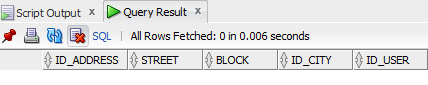 Script Output x Query Result x
SQL | All Rows Fetched: 0 in 0.006 seconds
ID_ADDRESS STREET BLOCK ID_CITY ID_USER